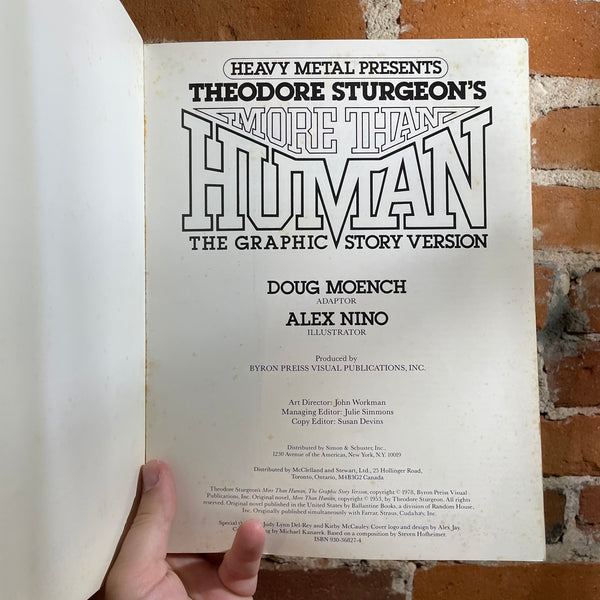 HEAVY METAL PRESENTS
THEODORE STURGEON'S
MORE THAN
HUMAN
THE GRAPHIC STORY VERSION
DOUG MOENCH
ADAPTOR
ALEX NINO
ILLUSTRATOR
Produced by
BYRON PREISS VISUAL PUBLICATIONS, INC.
Art Director: John Workman
Managing Editor: Julie Simmons
Copy Editor: Susan Devins
Distributed by Simon & Schuster, Inc.,
1230 Avenue of the Americas, New York, N.Y. 10019
Distributed by McClelland and Stewart, Ltd., 25 Hollinger Road,
Toronto, Ontario, M4B3G2 Canada
Theodore Sturgeon's More Than Human, The Graphic Story Version, copyright © 1978, Byron Preiss Visual
Publications, Inc. Original novel, More Than Human, copyright © 1953, by Theodore Sturgeon. All rights
reserved. Original novel published in the United States by Ballantine Books, a division of Random House,
Inc. Originally published simultaneously with Farrar, Straus, Cudahy, Inc.
Special Judy Lynn Del-Rey and Kirby McCauley. Cover logo and design by Alex Jay.
by Michael Kanarek. Based on a composition by Steven Hofheimer.
ISBN 930-36827-4